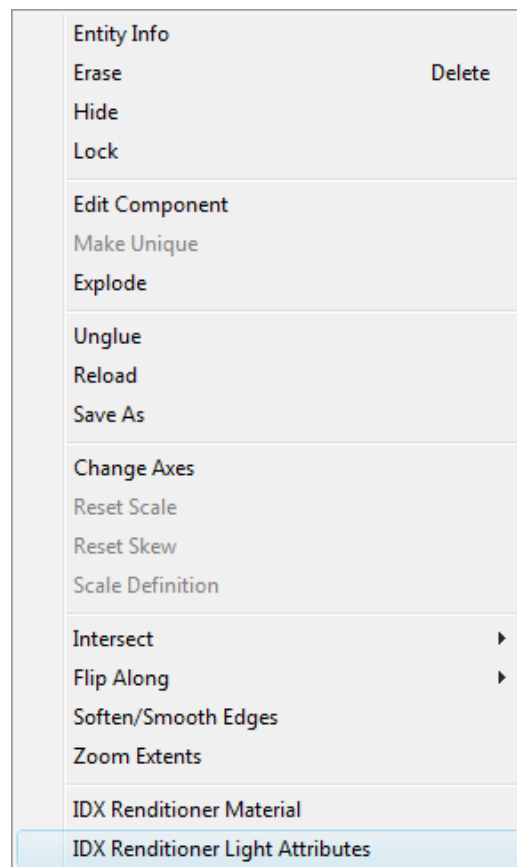 Entity Info
Erase Delete
Hide
Lock
Edit Component
Make Unique
Explode
Unglue
Reload
Save As
Change Axes
Reset Scale
Reset Skew
Scale Definition
Intersect
Flip Along
Soften/Smooth Edges
Zoom Extents
IDX Renditioner Material
IDX Renditioner Light Attributes